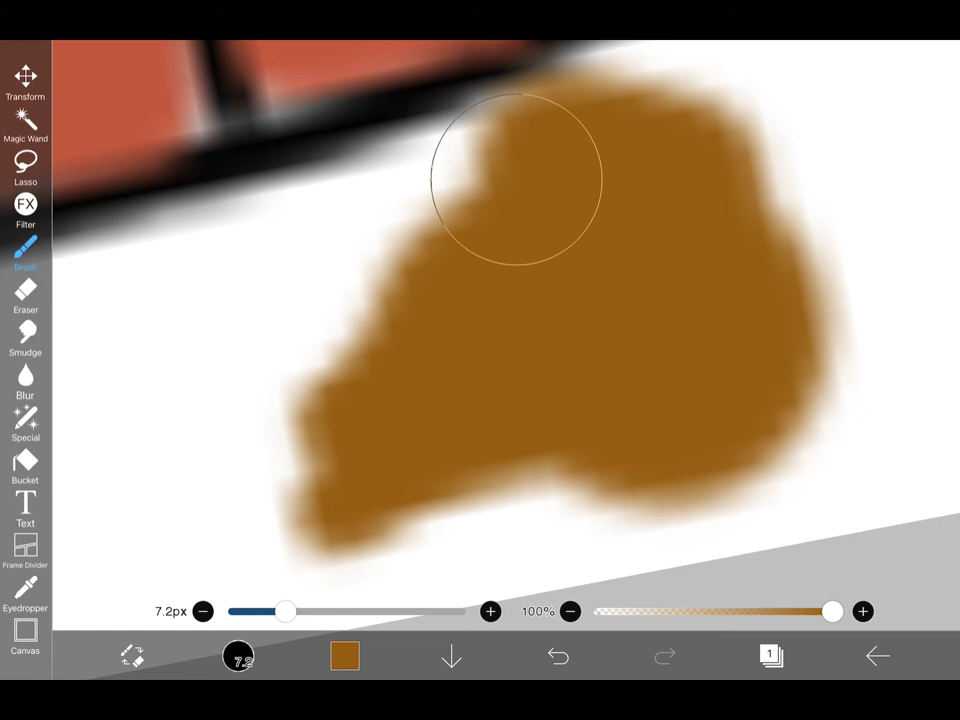 Transform
Magic Wand
Lasso
FX
Filter
Brush
Eraser
Smudge
Blur
Special
Bucket
T
Text
Frame Divider
Eyedropper
Canvas
7.2px
100%
7.2
1